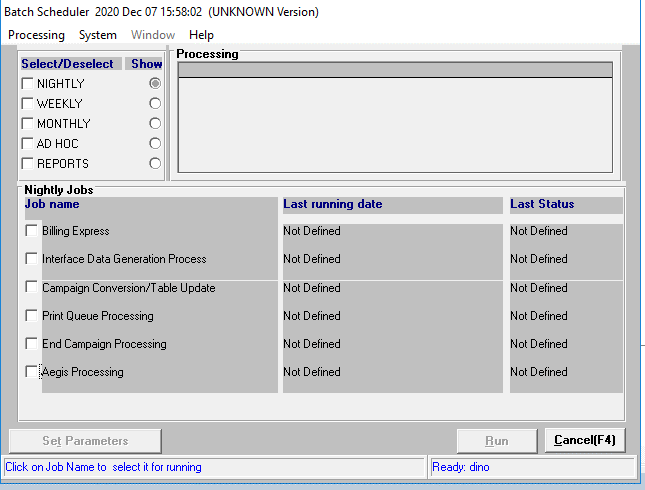 Batch Scheduler 2020 Dec 07 15:58:02 (UNKNOWN Version)
Processing System Window Help
Select/Deselect Show
NIGHTLY
WEEKLY
MONTHLY
AD HOC
REPORTS
Processing
Nightly Jobs
Job name Last running date Last Status
Billing Express Not Defined Not Defined
Interface Data Generation Process Not Defined Not Defined
Campaign Conversion/Table Update Not Defined Not Defined
Print Queue Processing Not Defined Not Defined
End Campaign Processing Not Defined Not Defined
Aegis Processing Not Defined Not Defined
Set Parameters Run Cancel(F4)
Click on Job Name to select it for running Ready: dino